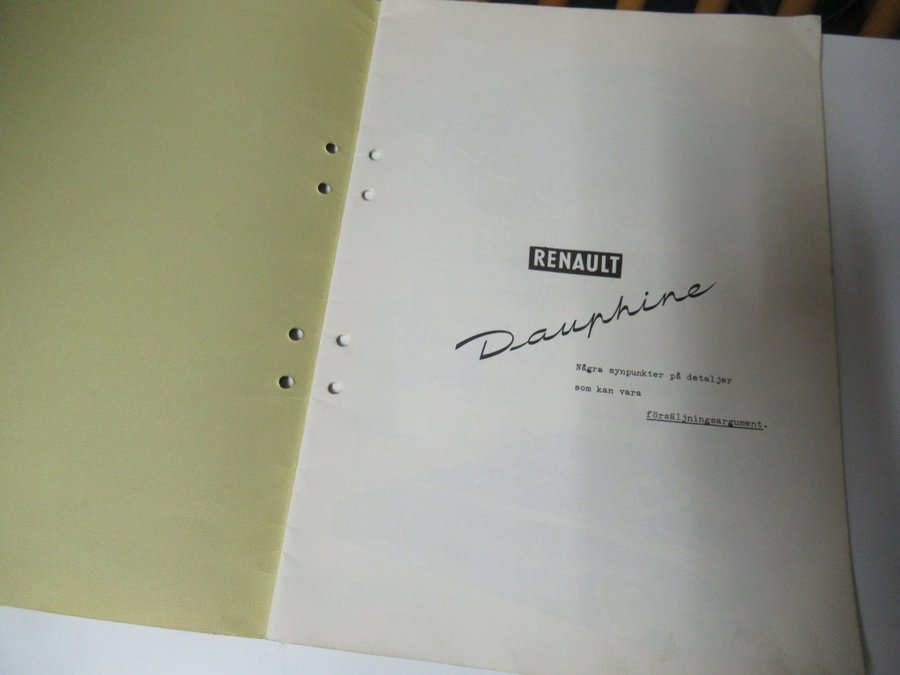 RENAULT
Dauphine
Några synpunkter på detaljer
som kan vara
försäljningsargument.